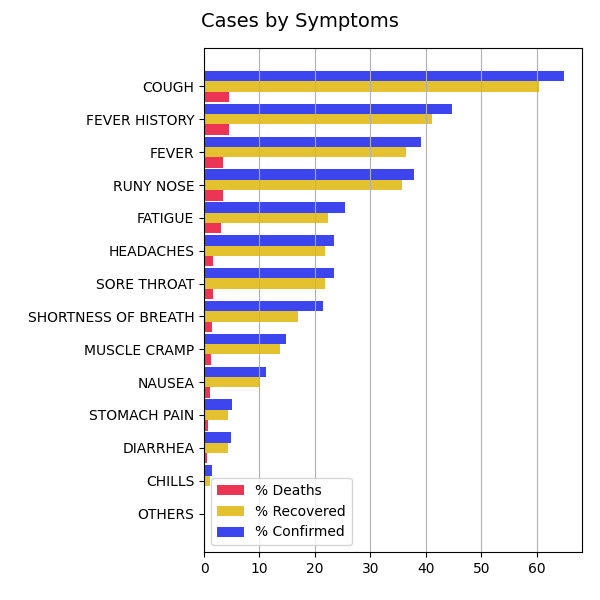 Cases by Symptoms
COUGH
FEVER HISTORY
FEVER
RUNY NOSE
FATIGUE
HEADACHES
SORE THROAT
SHORTNESS OF BREATH
MUSCLE CRAMP
NAUSEA
STOMACH PAIN
DIARRHEA
CHILLS
OTHERS
% Deaths
% Recovered
% Confirmed
0 10 20 30 40 50 60